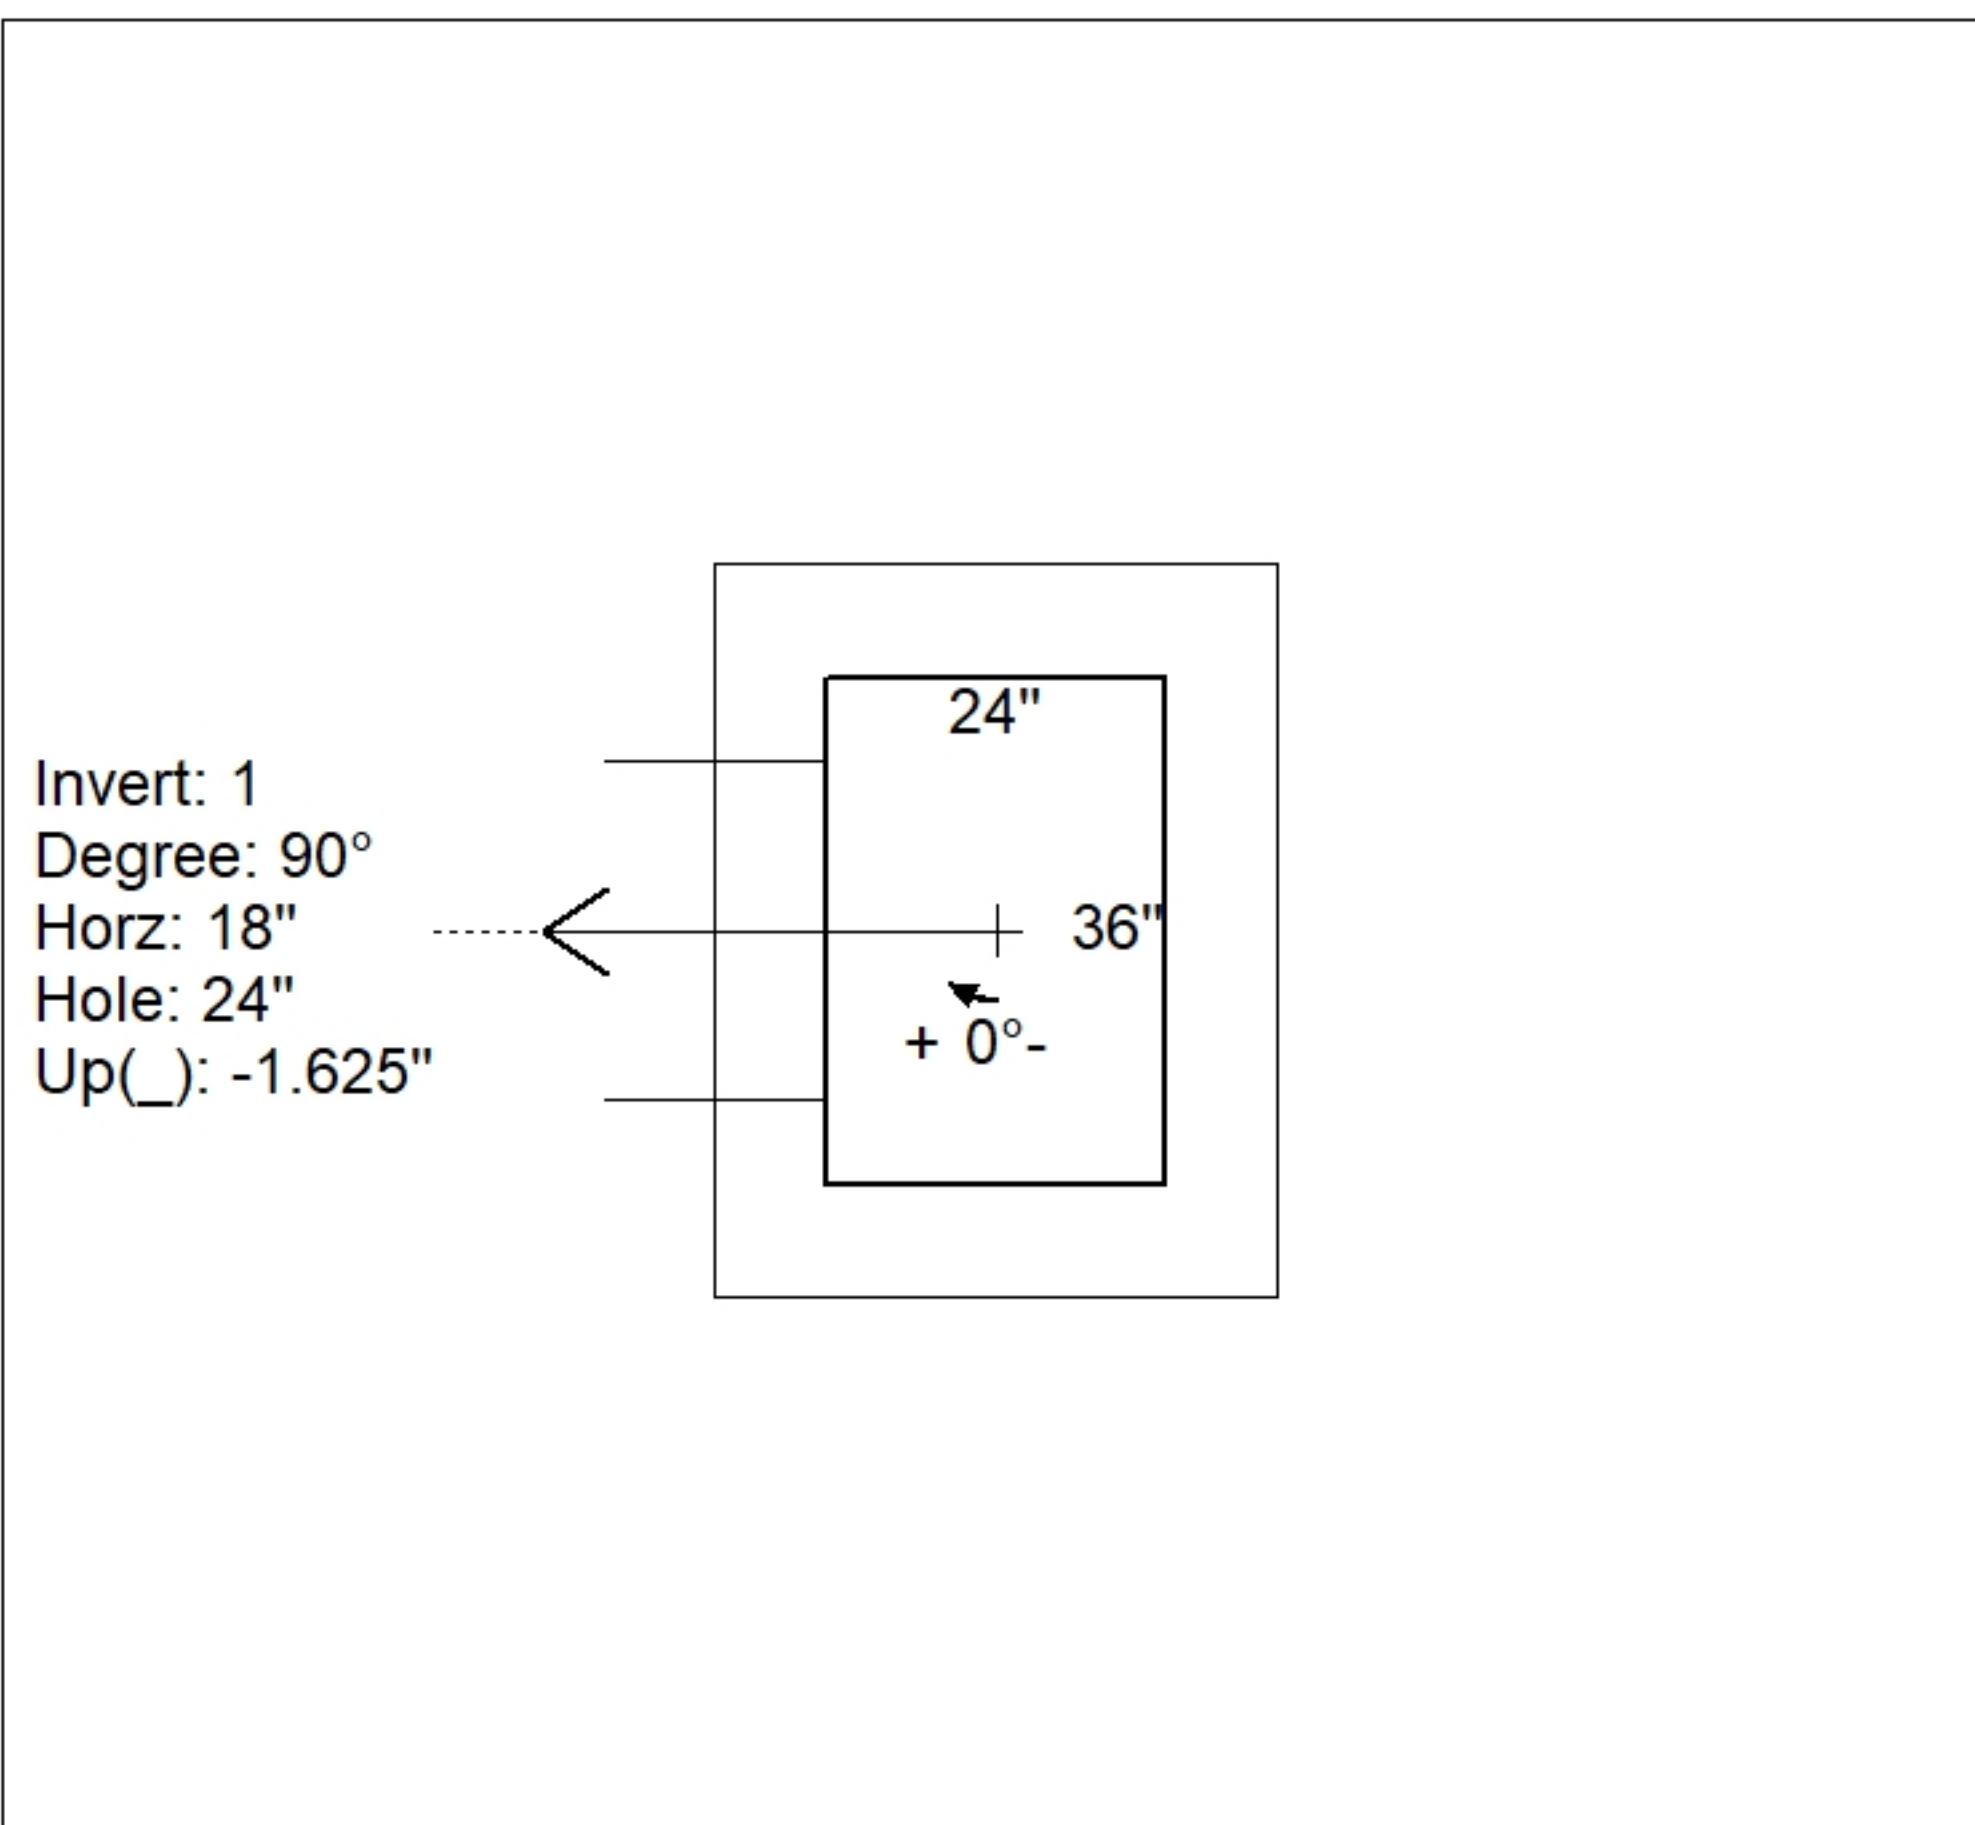 24"
Invert: 1
Degree: 90°
Horz: 18"
36"
Hole: 24"
+ 0°-
Up(_): -1.625"